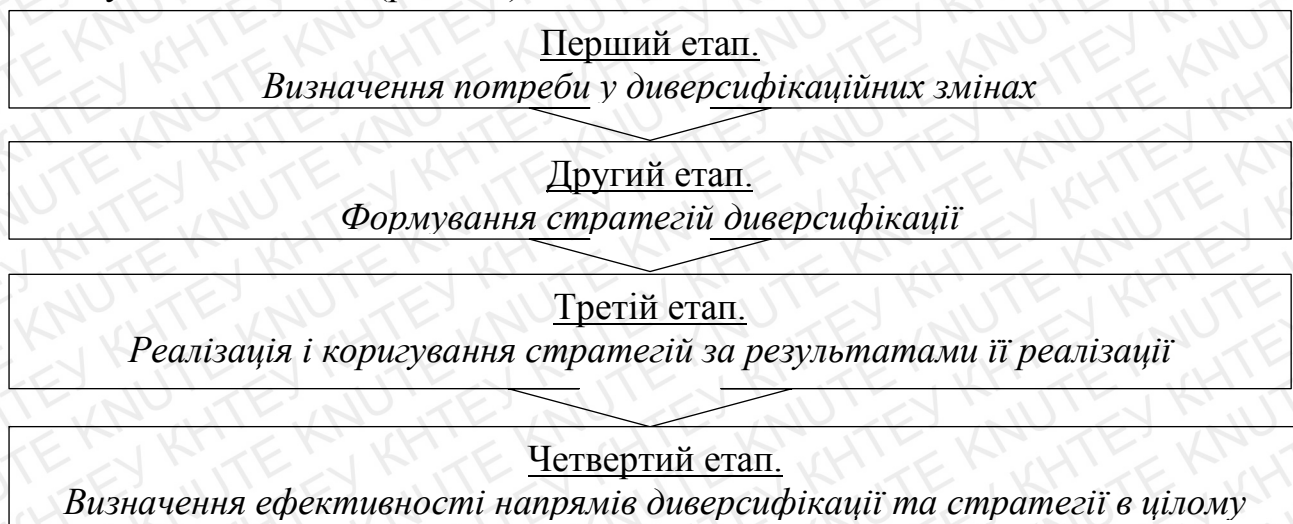 Перший етап.
Визначення потреби у диверсифікаційних змінах
Другий етап.
Формування стратегій диверсифікації
Третій етап.
Реалізація і коригування стратегій за результатами її реалізації
Четвертий етап.
Визначення ефективності напрямів диверсифікації та стратегії в цілому